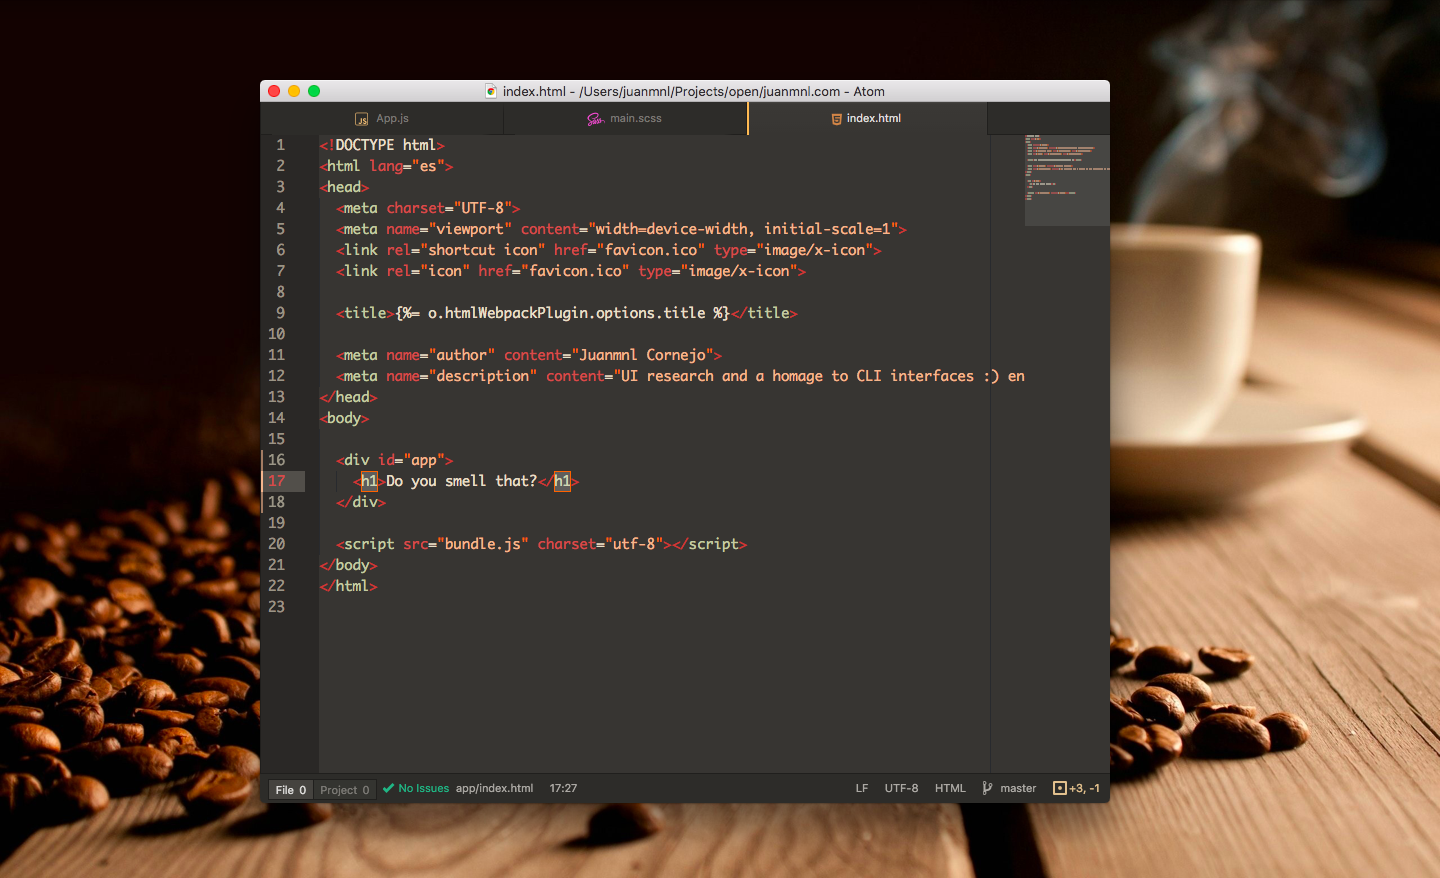 index.html - /Users/juanmnl/Projects/open/juanmnl.com - Atom
JS App.js
Sass main.scss
5 index.html
1 <!DOCTYPE html>
2 <html lang="es">
3 <head>
4 <meta charset="UTF-8">
5 <meta name="viewport" content="width=device-width, initial-scale=1">
6 <link rel="shortcut icon" href="favicon.ico" type="image/x-icon">
7 <link rel="icon" href="favicon.ico" type="image/x-icon">
8
9 <title>{%= o.htmlWebpackPlugin.options.title %}</title>
10
11 <meta name="author" content="Juanmnl Cornejo">
12 <meta name="description" content="UI research and a homage to CLI interfaces :) en
13 </head>
14 <body>
15
16 <div id="app">
17 <h1>Do you smell that?</h1>
18 </div>
19
20 <script src="bundle.js" charset="utf-8"></script>
21 </body>
22 </html>
23
File 0 Project 0 No Issues app/index.html 17:27 LF UTF-8 HTML master +3, -1